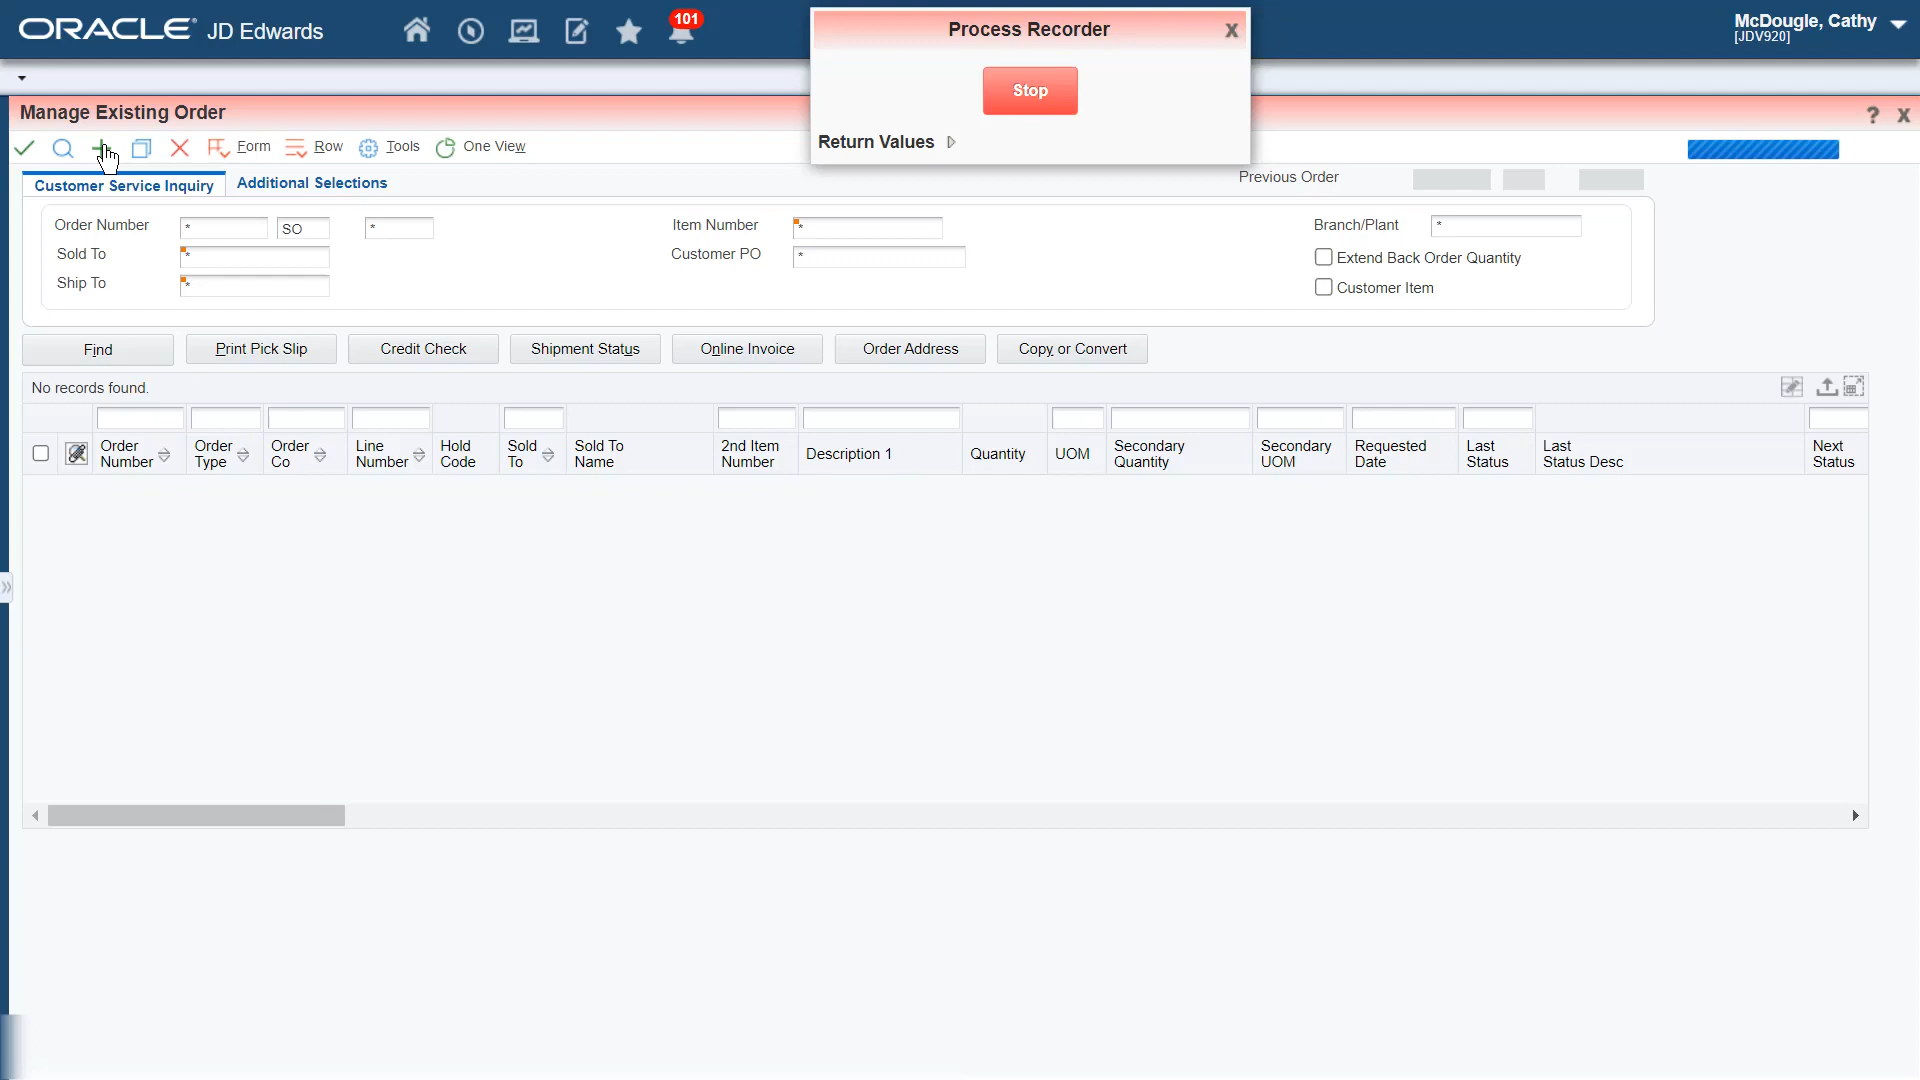 ORACLE JD Edwards
101
McDougle, Cathy
[JDV920]
Process Recorder
X
Stop
Return Values
Manage Existing Order
? X
Form Row Tools One View
Customer Service Inquiry Additional Selections
Previous Order
Order Number * SO *
Item Number *
Branch/Plant *
Sold To *
Customer PO *
Extend Back Order Quantity
Ship To *
Customer Item
Find Print Pick Slip Credit Check Shipment Status Online Invoice Order Address Copy or Convert
No records found.
Order Number
Order Type
Order Co
Line Number
Hold Code
Sold To
Sold To Name
2nd Item Number
Description 1
Quantity
UOM
Secondary Quantity
Secondary UOM
Requested Date
Last Status
Last Status Desc
Next Status